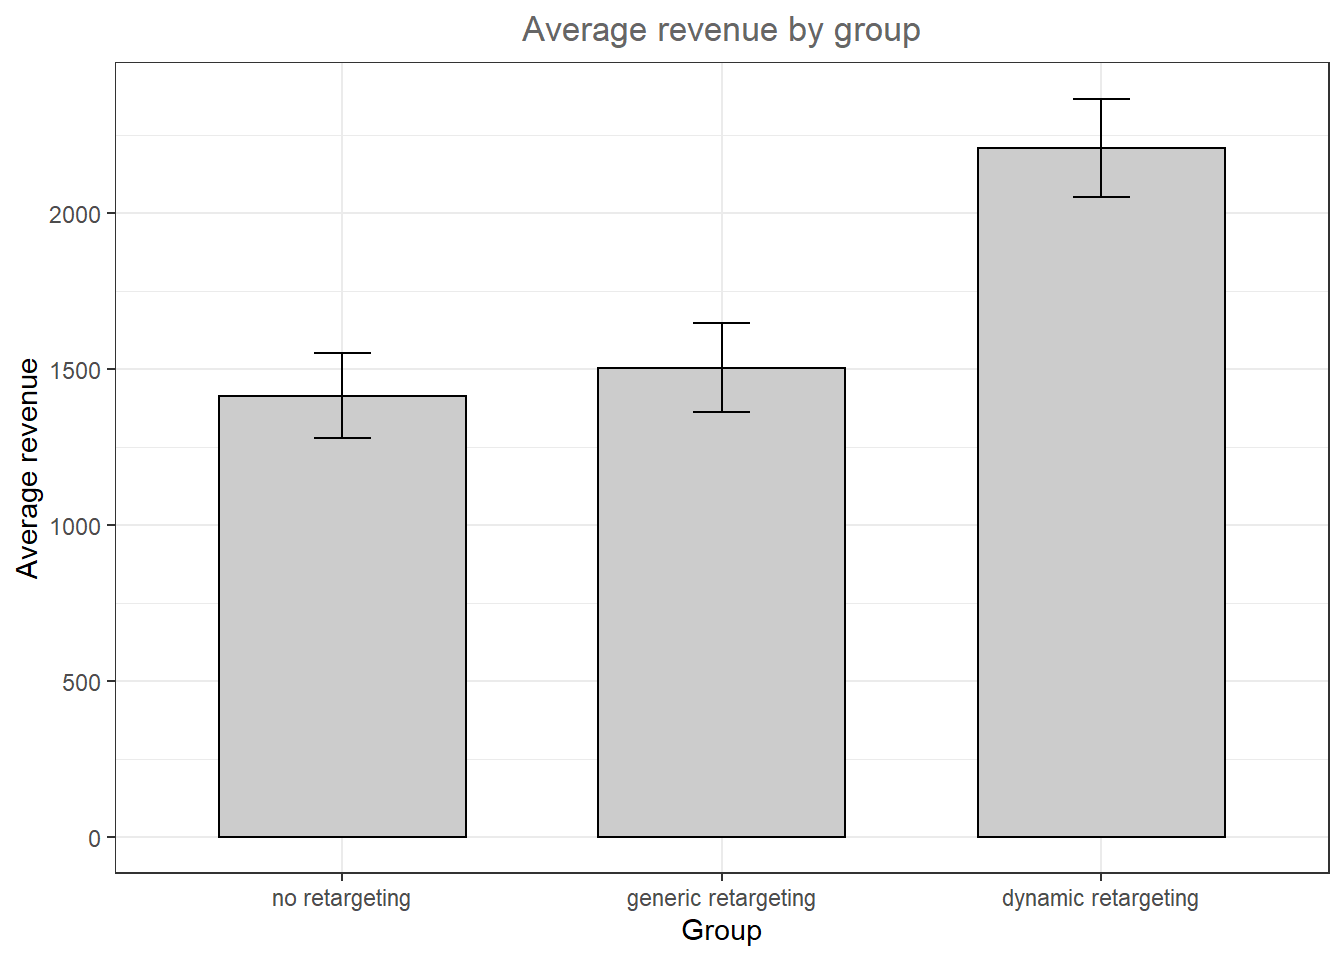 Average revenue by group
Average revenue
2000
1500
1000
500
0
no retargeting
generic retargeting
dynamic retargeting
Group